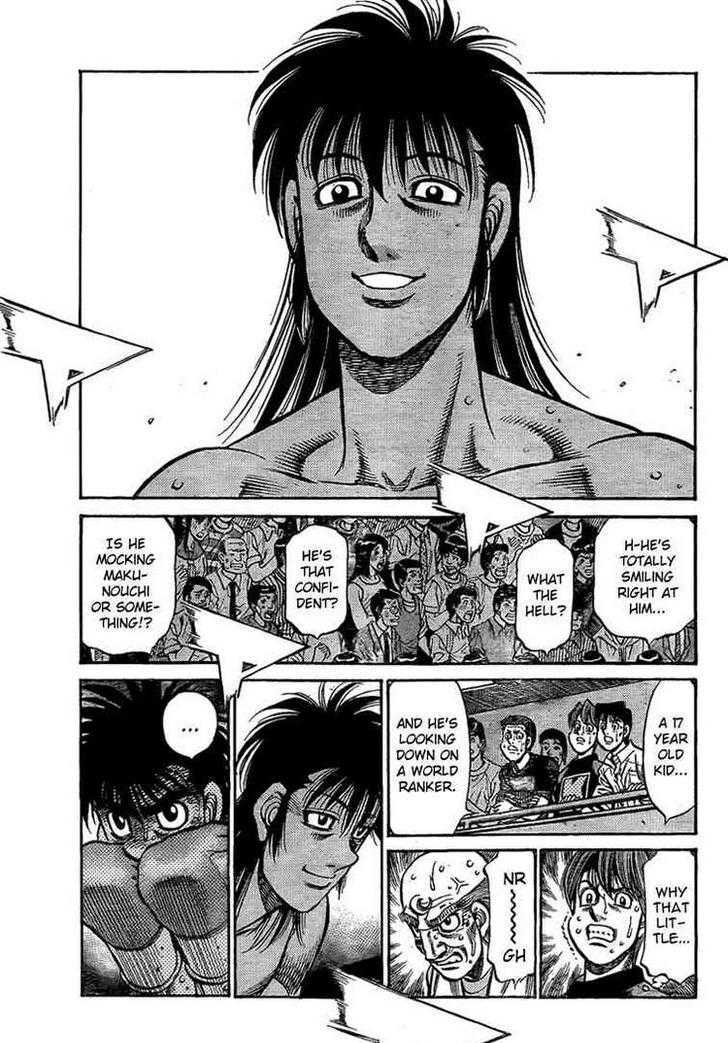 H-HE'S
TOTALLY
SMILING
RIGHT AT
HIM...
WHAT
THE
HELL?
HE'S
THAT
CONFI-
DENT?
IS HE
MOCKING
MAKU-
NOUCHI
OR SOME-
THING!?
A 17
YEAR
OLD
KID...
AND HE'S
LOOKING
DOWN ON
A WORLD
RANKER.
...
WHY
THAT
LIT-
TLE...
NR
GH